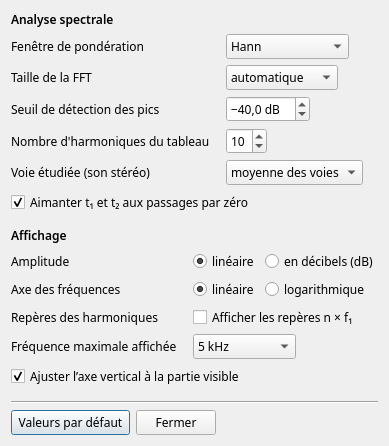 Analyse spectrale
Fenêtre de pondération Hann
Taille de la FFT automatique
Seuil de détection des pics −40,0 dB
Nombre d'harmoniques du tableau 10
Voie étudiée (son stéréo) moyenne des voies
Aimanter t₁ et t₂ aux passages par zéro
Affichage
Amplitude linéaire en décibels (dB)
Axe des fréquences linéaire logarithmique
Repères des harmoniques Afficher les repères n × f₁
Fréquence maximale affichée 5 kHz
Ajuster l’axe vertical à la partie visible
Valeurs par défaut Fermer